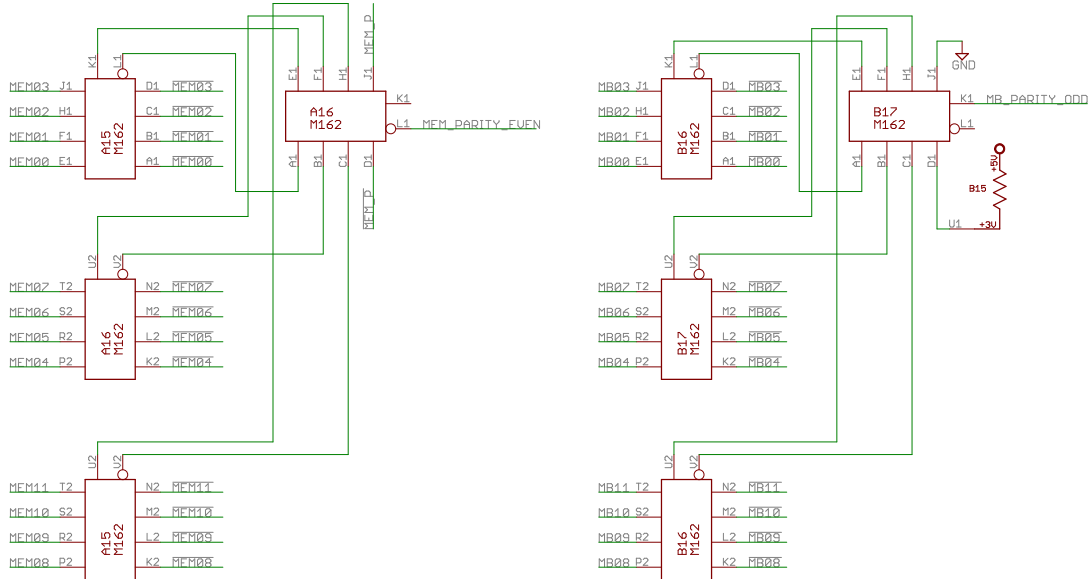 MEM_P
K1 L1 E1 F1 H1 J1
MEM03 J1 D1 MEM03
MEM02 H1 C1 MEM02
MEM01 F1 B1 MEM01
MEM00 E1 A1 MEM00
A15
M162
A16
M162
K1
L1 MEM_PARITY_EVEN
A1 B1 C1 D1
MEM_P
U2 V2
MEM07 T2 N2 MEM07
MEM06 S2 M2 MEM06
MEM05 R2 L2 MEM05
MEM04 P2 K2 MEM04
A16
M162
U2 V2
MEM11 T2 N2 MEM11
MEM10 S2 M2 MEM10
MEM09 R2 L2 MEM09
MEM08 P2 K2 MEM08
A15
M162
K1 L1 E1 F1 H1 J1
GND
MB03 J1 D1 MB03
MB02 H1 C1 MB02
MB01 F1 B1 MB01
MB00 E1 A1 MB00
B16
M162
B17
M162
K1 MB_PARITY_ODD
L1
A1 B1 C1 D1
+5V
B15
U1 +3V
U2 V2
MB07 T2 N2 MB07
MB06 S2 M2 MB06
MB05 R2 L2 MB05
MB04 P2 K2 MB04
B17
M162
U2 V2
MB11 T2 N2 MB11
MB10 S2 M2 MB10
MB09 R2 L2 MB09
MB08 P2 K2 MB08
B16
M162